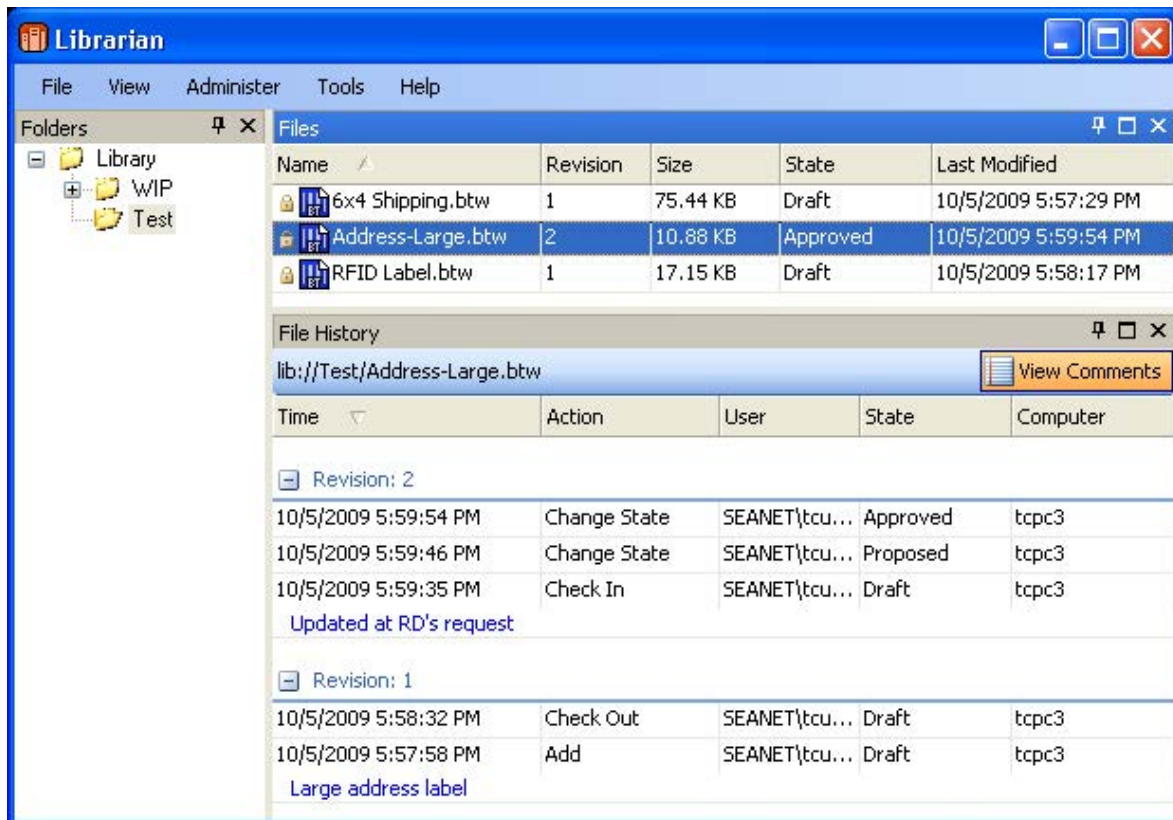 Librarian
File View Administer Tools Help
Folders
Library
WIP
Test
Files
Name Revision Size State Last Modified
6x4 Shipping.btw 1 75.44 KB Draft 10/5/2009 5:57:29 PM
Address-Large.btw 2 10.88 KB Approved 10/5/2009 5:59:54 PM
RFID Label.btw 1 17.15 KB Draft 10/5/2009 5:58:17 PM
File History
lib://Test/Address-Large.btw View Comments
Time Action User State Computer
Revision: 2
10/5/2009 5:59:54 PM Change State SEANET\tcu... Approved tcpc3
10/5/2009 5:59:46 PM Change State SEANET\tcu... Proposed tcpc3
10/5/2009 5:59:35 PM Check In SEANET\tcu... Draft tcpc3
Updated at RD's request
Revision: 1
10/5/2009 5:58:32 PM Check Out SEANET\tcu... Draft tcpc3
10/5/2009 5:57:58 PM Add SEANET\tcu... Draft tcpc3
Large address label